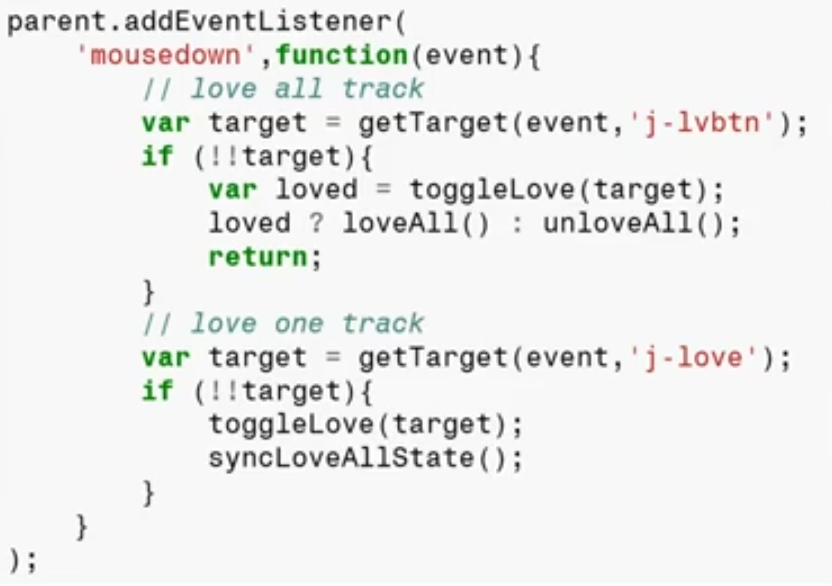 parent.addEventListener(
    'mousedown',function(event){
        // love all track
        var target = getTarget(event,'j-lvbtn');
        if (!!target){
            var loved = toggleLove(target);
            loved ? loveAll() : unloveAll();
            return;
        }
        // love one track
        var target = getTarget(event,'j-love');
        if (!!target){
            toggleLove(target);
            syncLoveAllState();
        }
    }
);